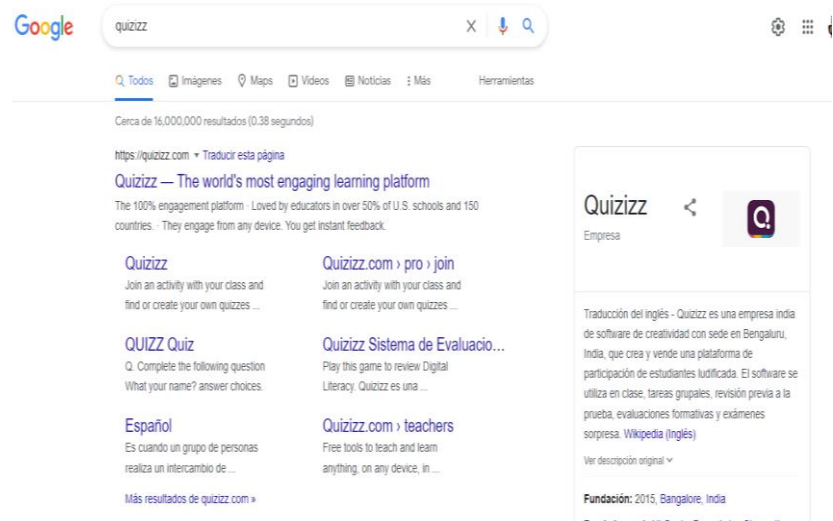 Google
quizizz
Todos Imágenes Maps Videos Noticias Más Herramientas
Cerca de 16,000,000 resultados (0.38 segundos)
https://quizizz.com Traducir esta página
Quizizz — The world's most engaging learning platform
The 100% engagement platform · Loved by educators in over 50% of U.S. schools and 150
countries. · They engage from any device. You get instant feedback.
Quizizz
Join an activity with your class and
find or create your own quizzes ...
Quizizz.com › pro › join
Join an activity with your class and
find or create your own quizzes ...
QUIZZ Quiz
Q. Complete the following question
What your name? answer choices.
Quizizz Sistema de Evaluacio...
Play this game to review Digital
Literacy. Quizizz es una ...
Español
Es cuando un grupo de personas
realiza un intercambio de ...
Quizizz.com › teachers
Free tools to teach and learn
anything, on any device, in ...
Más resultados de quizizz.com »
Quizizz
Empresa
Q
Traducción del inglés - Quizizz es una empresa india
de software de creatividad con sede en Bengaluru,
India, que crea y vende una plataforma de
participación de estudiantes ludificada. El software se
utiliza en clase, tareas grupales, revisión previa a la
prueba, evaluaciones formativas y exámenes
sorpresa. Wikipedia (Inglés)
Ver descripción original
Fundación: 2015, Bangalore, India